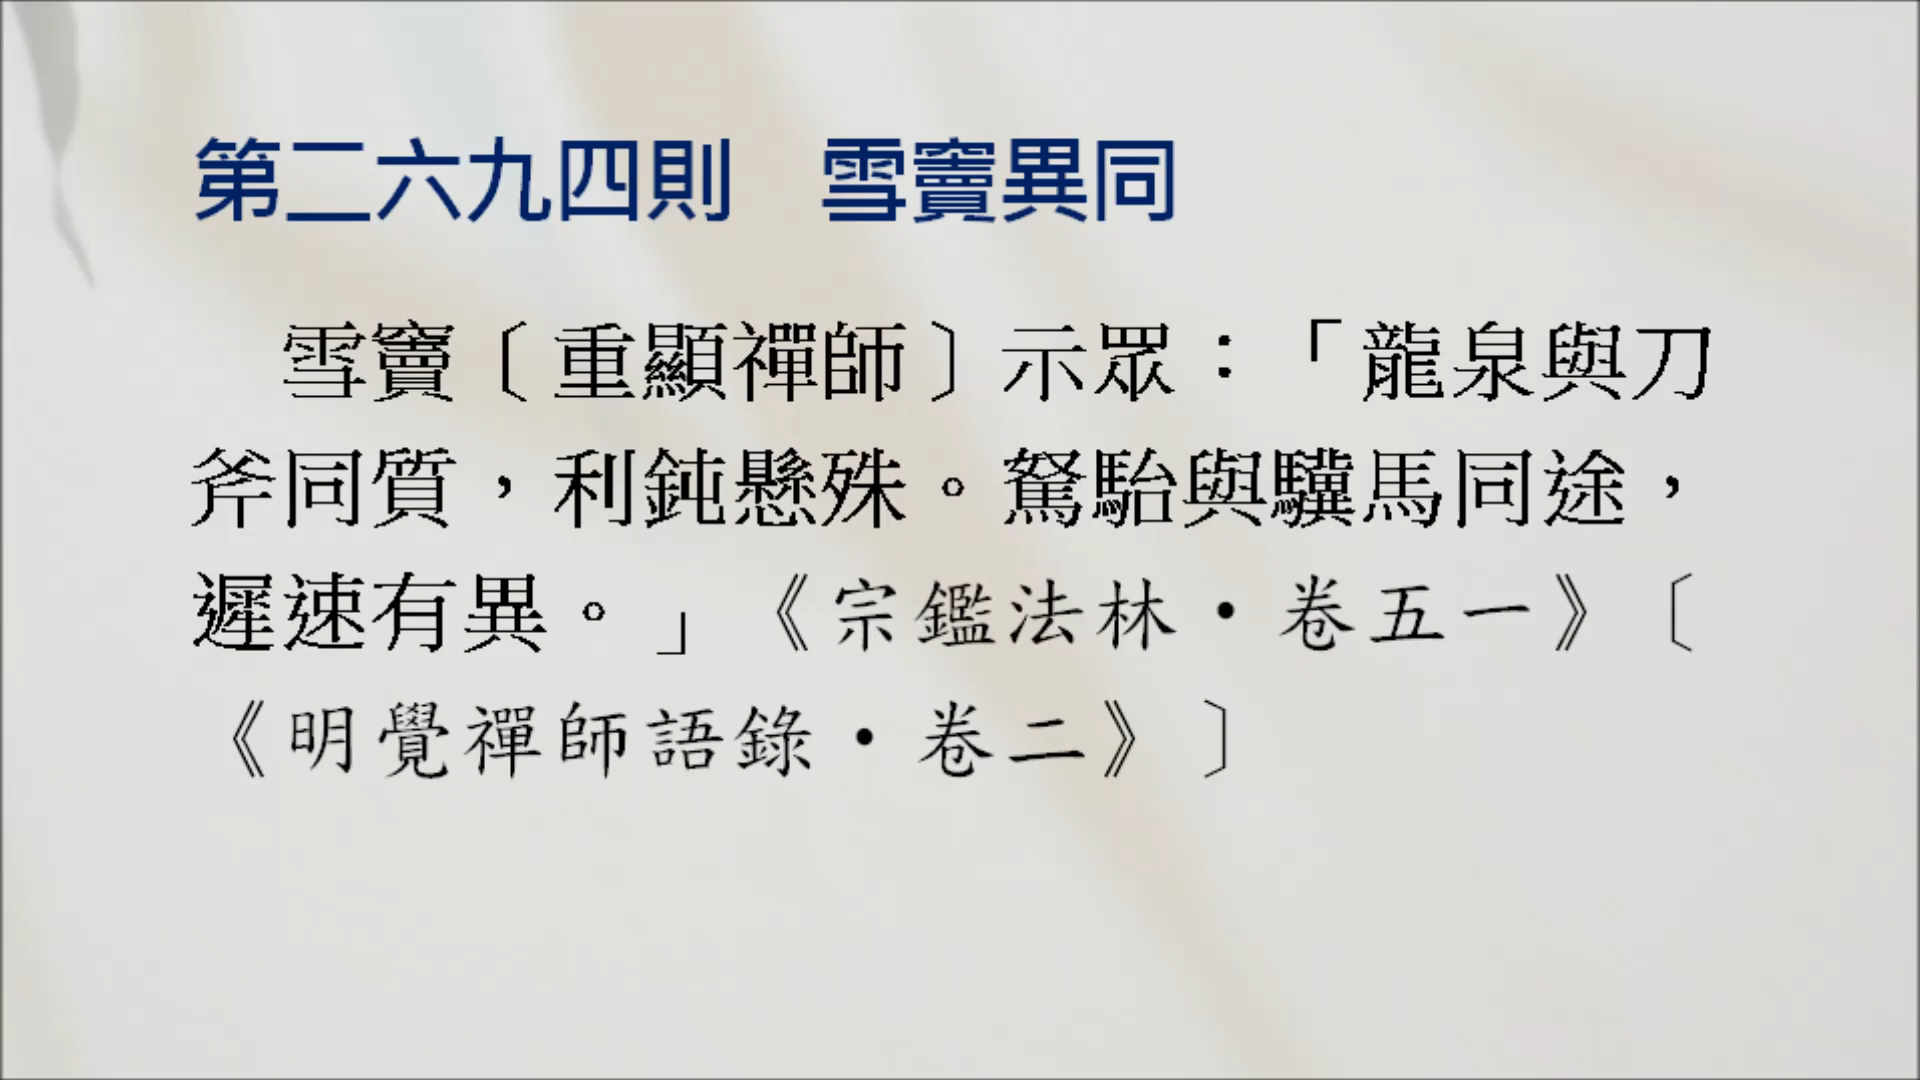 第二六九四則　雪竇異同
雪竇〔重顯禪師〕示眾：「龍泉與刀
斧同質，利鈍懸殊。駑駘與驥馬同途，
遲速有異。」《宗鑑法林・卷五一》〔
《明覺禪師語錄・卷二》〕